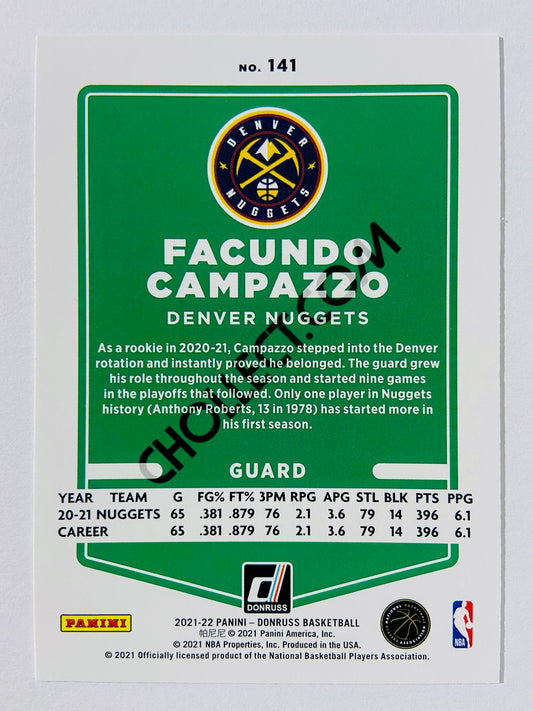 NO. 141
DENVER
NUGGETS
FACUNDO
CAMPAZZO
DENVER NUGGETS
As a rookie in 2020-21, Campazzo stepped into the Denver
rotation and instantly proved he belonged. The guard grew
his role throughout the season and started nine games
in the playoffs that followed. Only one player in Nuggets
history (Anthony Roberts, 13 in 1978) has started more in
his first season.
CHOLLECT.COM
GUARD
YEAR TEAM G FG% FT% 3PM RPG APG STL BLK PTS PPG
20-21 NUGGETS 65 .381 .879 76 2.1 3.6 79 14 396 6.1
CAREER 65 .381 .879 76 2.1 3.6 79 14 396 6.1
DONRUSS
PANINI
2021-22 PANINI – DONRUSS BASKETBALL
帕尼尼 © 2021 Panini America, Inc.
© 2021 NBA Properties, Inc. Produced in the USA.
© 2021 Officially licensed product of the National Basketball Players Association.
NATIONAL BASKETBALL
NBA